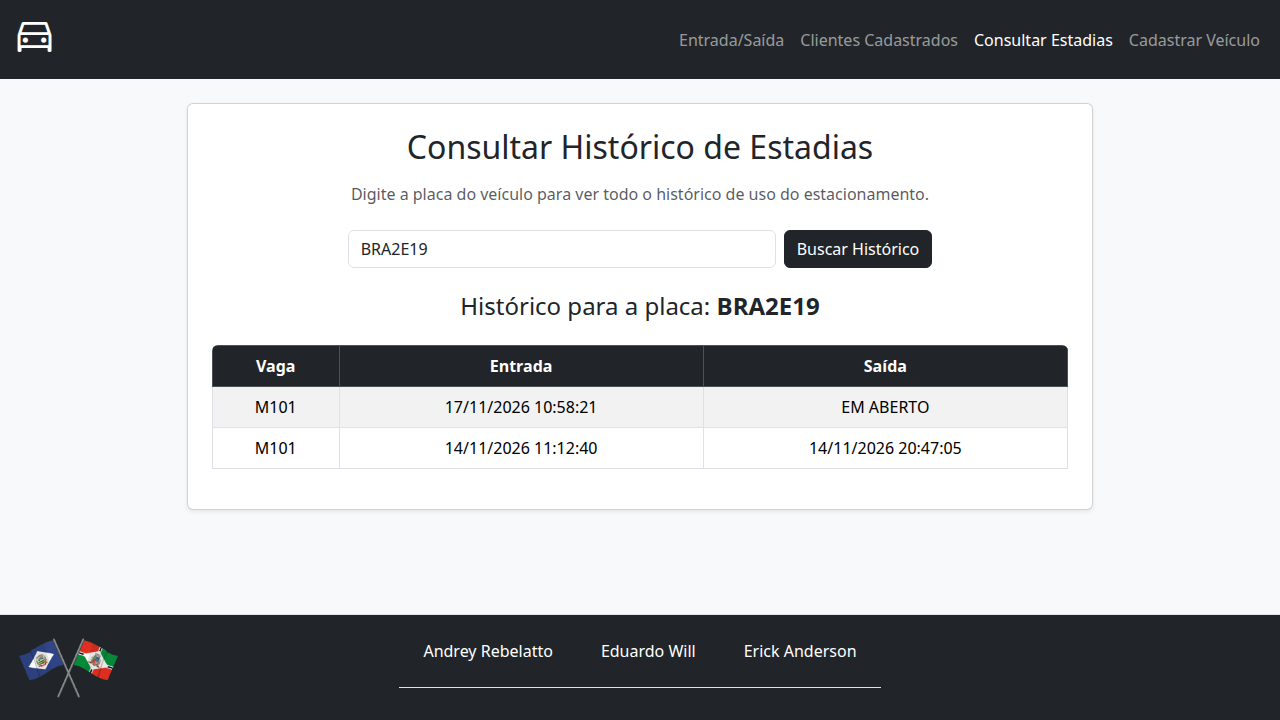 Entrada/Saída Clientes Cadastrados Consultar Estadias Cadastrar Veículo
Consultar Histórico de Estadias
Digite a placa do veículo para ver todo o histórico de uso do estacionamento.
BRA2E19 Buscar Histórico
Histórico para a placa: BRA2E19
Vaga Entrada Saída
M101 17/11/2026 10:58:21 EM ABERTO
M101 14/11/2026 11:12:40 14/11/2026 20:47:05
Andrey Rebelatto Eduardo Will Erick Anderson